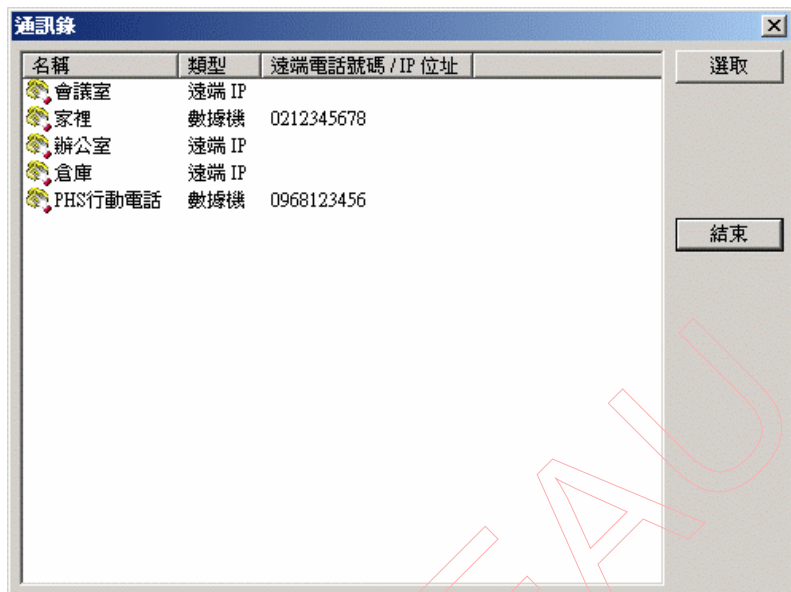 通訊錄
名稱 類型 遠端電話號碼 / IP 位址
選取
會議室 遠端 IP
家裡 數據機 0212345678
辦公室 遠端 IP
倉庫 遠端 IP
PHS行動電話 數據機 0968123456
結束